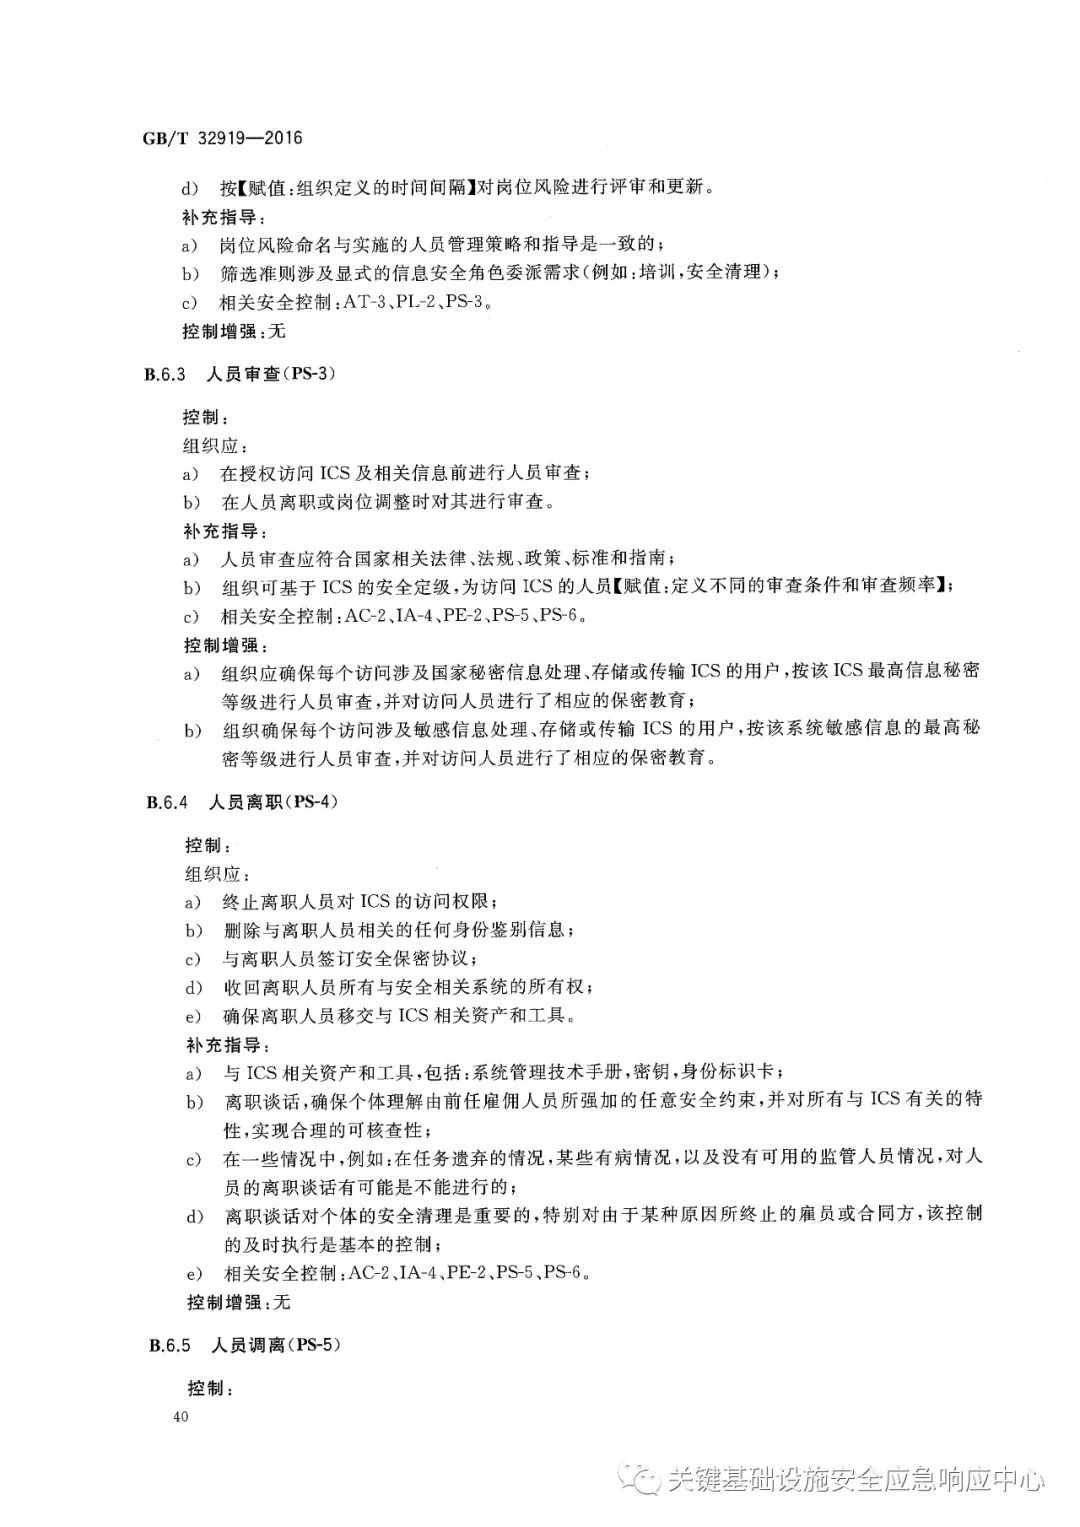 GB/T 32919—2016
d) 按【赋值:组织定义的时间间隔】对岗位风险进行评审和更新。
补充指导:
a) 岗位风险命名与实施的人员管理策略和指导是一致的;
b) 筛选准则涉及显式的信息安全角色委派需求(例如:培训,安全清理);
c) 相关安全控制:AT-3、PL-2、PS-3。
控制增强:无
B.6.3 人员审查(PS-3)
控制:
组织应:
a) 在授权访问 ICS 及相关信息前进行人员审查;
b) 在人员离职或岗位调整时对其进行审查。
补充指导:
a) 人员审查应符合国家相关法律、法规、政策、标准和指南;
b) 组织可基于 ICS 的安全定级,为访问 ICS 的人员【赋值:定义不同的审查条件和审查频率】;
c) 相关安全控制:AC-2、IA-4、PE-2、PS-5、PS-6。
控制增强:
a) 组织应确保每个访问涉及国家秘密信息处理、存储或传输 ICS 的用户,按该 ICS 最高信息秘密
等级进行人员审查,并对访问人员进行了相应的保密教育;
b) 组织确保每个访问涉及敏感信息处理、存储或传输 ICS 的用户,按该系统敏感信息的最高秘
密等级进行人员审查,并对访问人员进行了相应的保密教育。
B.6.4 人员离职(PS-4)
控制:
组织应:
a) 终止离职人员对 ICS 的访问权限;
b) 删除与离职人员相关的任何身份鉴别信息;
c) 与离职人员签订安全保密协议;
d) 收回离职人员所有与安全相关系统的所有权;
e) 确保离职人员移交与 ICS 相关资产和工具。
补充指导:
a) 与 ICS 相关资产和工具,包括:系统管理技术手册,密钥,身份标识卡;
b) 离职谈话,确保个体理解由前任雇佣人员所强加的任意安全约束,并对所有与 ICS 有关的特
性,实现合理的可核查性;
c) 在一些情况中,例如:在任务遗弃的情况,某些有病情况,以及没有可用的监管人员情况,对人
员的离职谈话有可能是不能进行的;
d) 离职谈话对个体的安全清理是重要的,特别对由于某种原因所终止的雇员或合同方,该控制
的及时执行是基本的控制;
e) 相关安全控制:AC-2、IA-4、PE-2、PS-5、PS-6。
控制增强:无
B.6.5 人员调离(PS-5)
控制:
40
关键基础设施安全应急响应中心